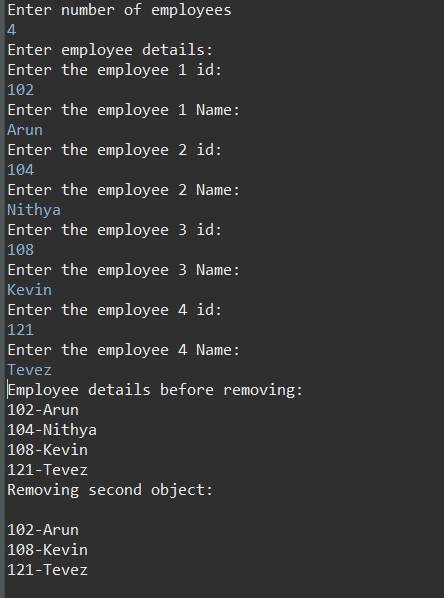 Enter number of employees
4
Enter employee details:
Enter the employee 1 id:
102
Enter the employee 1 Name:
Arun
Enter the employee 2 id:
104
Enter the employee 2 Name:
Nithya
Enter the employee 3 id:
108
Enter the employee 3 Name:
Kevin
Enter the employee 4 id:
121
Enter the employee 4 Name:
Tevez
Employee details before removing:
102-Arun
104-Nithya
108-Kevin
121-Tevez
Removing second object:

102-Arun
108-Kevin
121-Tevez